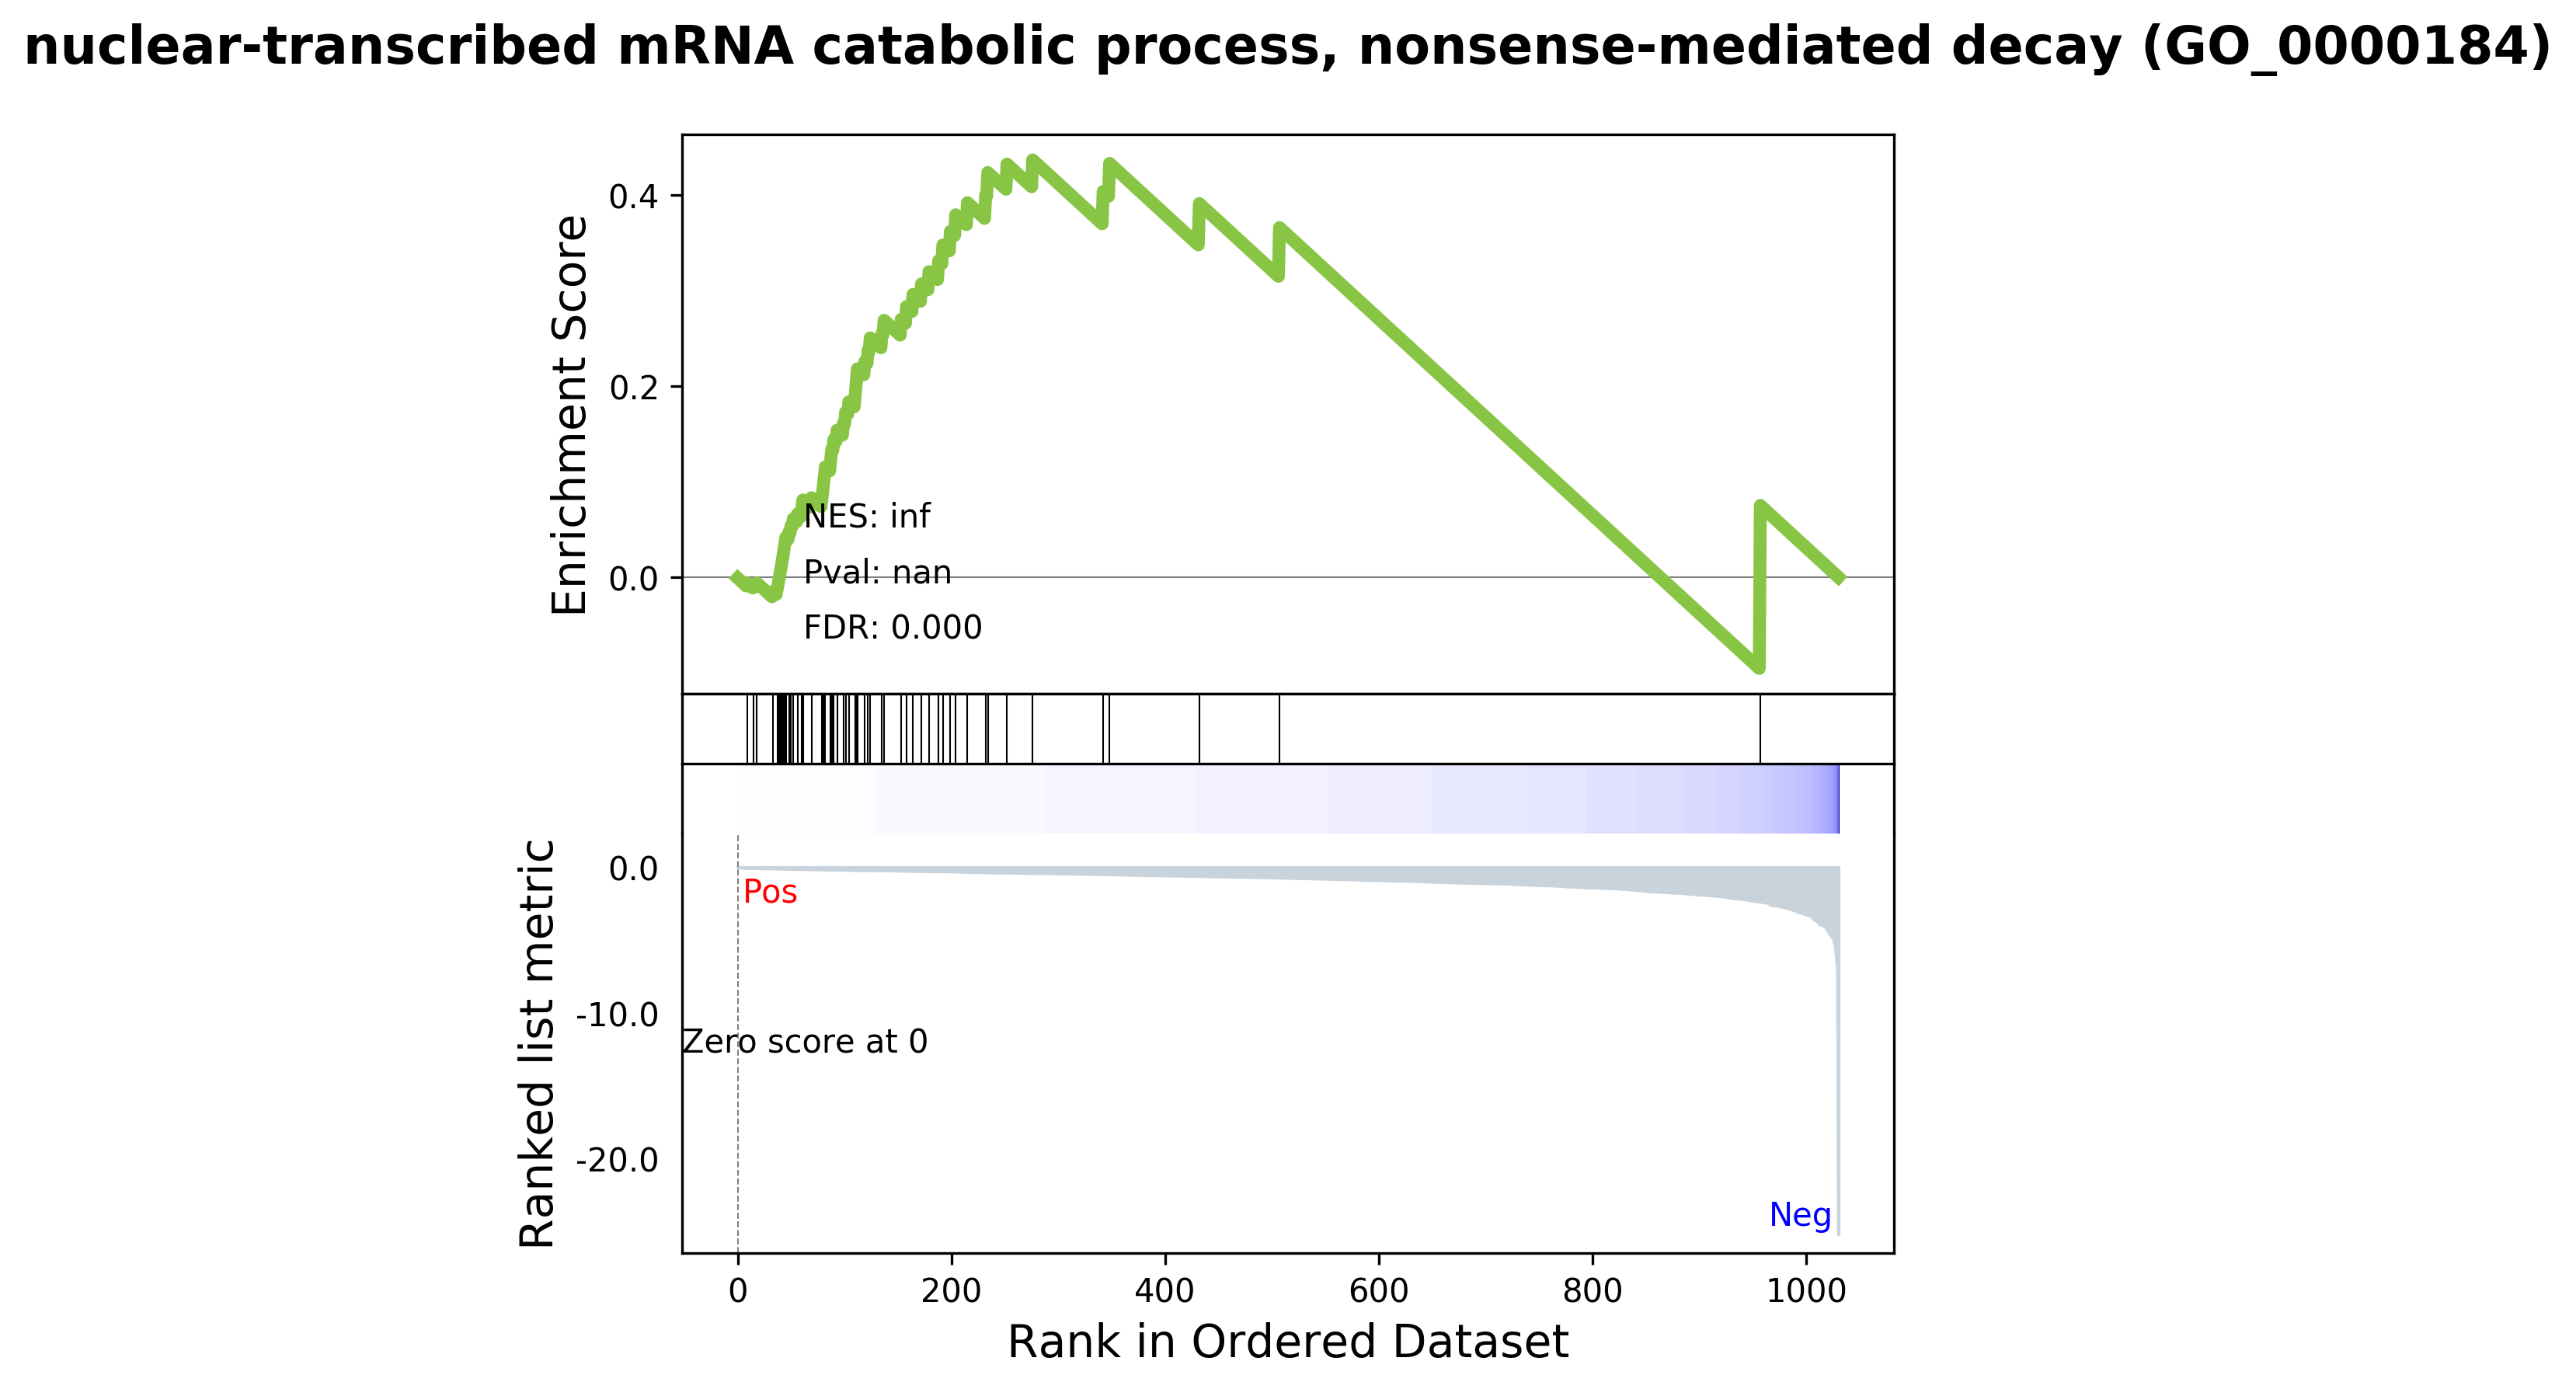 nuclear-transcribed mRNA catabolic process, nonsense-mediated decay (GO_0000184)
Enrichment Score
0.4
0.2
0.0
NES: inf
Pval: nan
FDR: 0.000
Ranked list metric
0.0
-10.0
-20.0
Pos
Zero score at 0
Neg
0 200 400 600 800 1000
Rank in Ordered Dataset